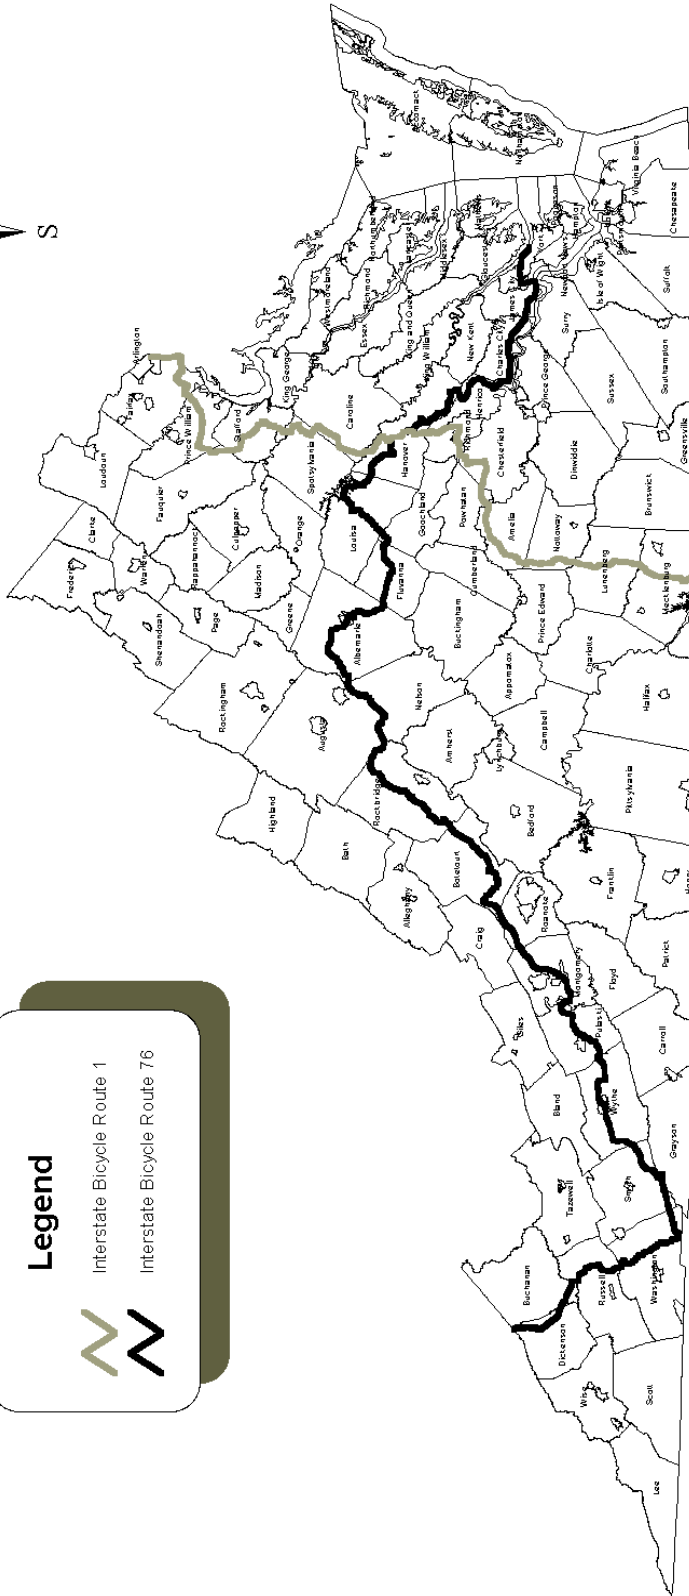 S
Legend
Interstate Bicycle Route 1
Interstate Bicycle Route 76
Arlington
Fairfax
Loudoun
Prince William
Clarke
Frederick
Fauquier
Warren
Stafford
Shenandoah
Rappahannock
Culpepper
Page
Madison
King George
Westmoreland
Northumberland
Richmond
Lancaster
Essex
Caroline
Spotsylvania
Orange
Greene
Rockingham
Augusta
Highland
Bath
Albemarle
Louisa
Hanover
King and Queen
King William
Middlesex
Mathews
Gloucester
Accomack
Northampton
New Kent
James City
York
Charles City
Henrico
Richmond
Goochland
Fluvanna
Powhatan
Cumberland
Buckingham
Nelson
Amherst
Rockbridge
Alleghany
Botetourt
Craig
Chesterfield
Prince George
Surry
Newport News
Hampton
Isle of Wight
Virginia Beach
Chesapeake
Suffolk
Southampton
Sussex
Dinwiddie
Greensville
Brunswick
Nottoway
Amelia
Lunenberg
Mecklenburg
Prince Edward
Charlotte
Appomatox
Campbell
Lynchburg
Halifax
Pittsylvania
Bedford
Franklin
Roanoke
Patrick
Floyd
Montgomery
Pulaski
Giles
Carroll
Wythe
Bland
Grayson
Smyth
Tazewell
Washington
Russell
Buchanan
Dickenson
Wise
Scott
Lee